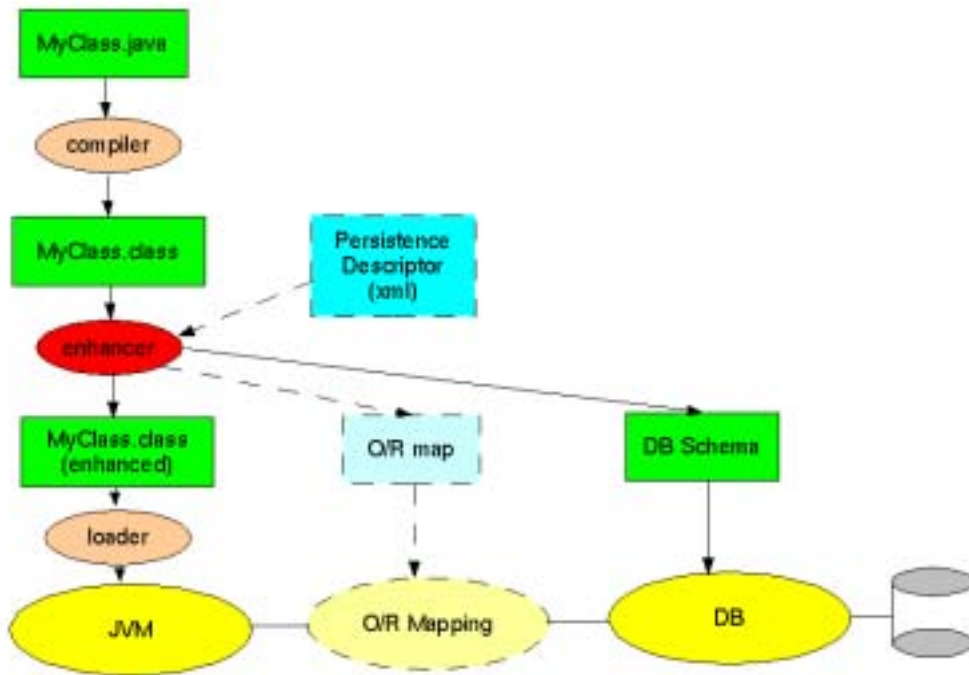 MyClass.java
compiler
MyClass.class
Persistence
Descriptor
(xml)
enhancer
MyClass.class
(enhanced)
O/R map
DB Schema
loader
JVM
O/R Mapping
DB